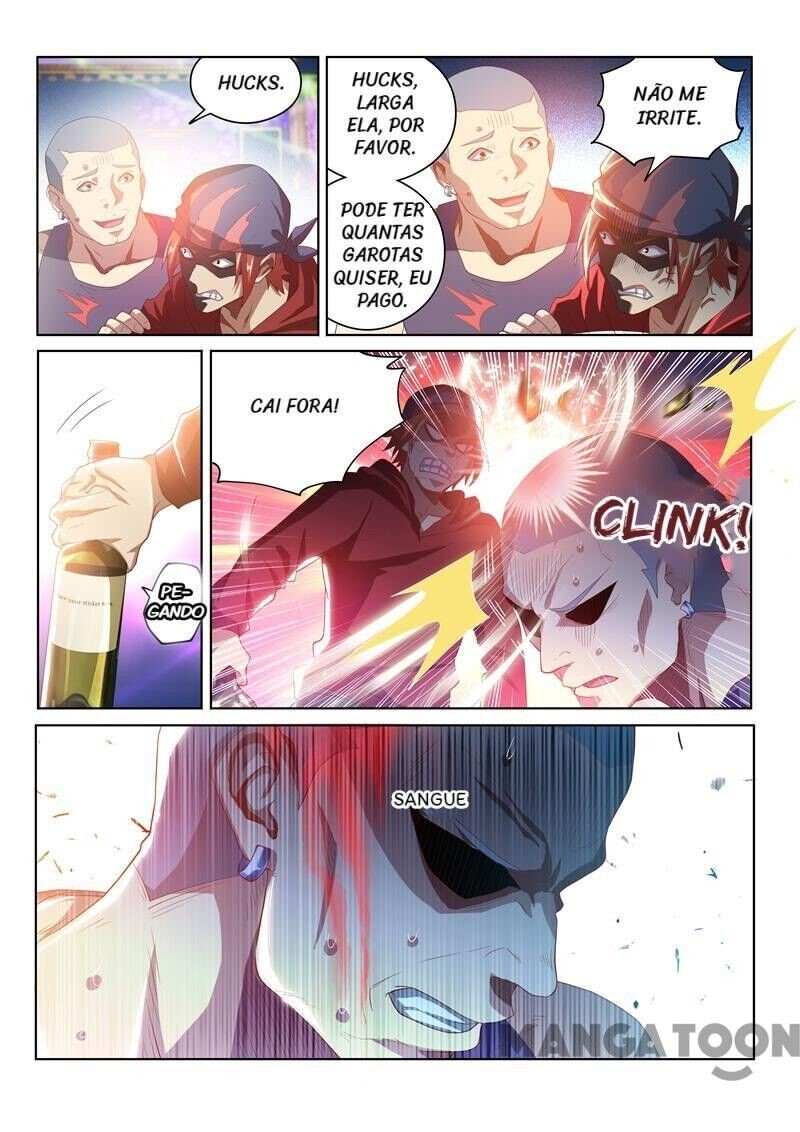 HUCKS.
HUCKS,
LARGA
ELA, POR
FAVOR.
PODE TER
QUANTAS
GAROTAS
QUISER, EU
PAGO.
NÃO ME
IRRITE.
PE-
GANDO
CAI FORA!
CLINK!
SANGUE
MANGATOON